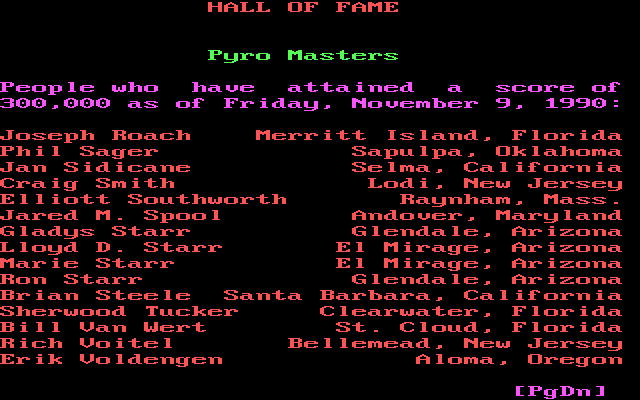 HALL OF FAME
Pyro Masters
People who have attained a score of
300,000 as of Friday, November 9, 1990:
Joseph Roach Merritt Island, Florida
Phil Sager Sapulpa, Oklahoma
Jan Sidicane Selma, California
Craig Smith Lodi, New Jersey
Elliott Southworth Raynham, Mass.
Jared M. Spool Andover, Maryland
Gladys Starr Glendale, Arizona
Lloyd D. Starr El Mirage, Arizona
Marie Starr El Mirage, Arizona
Ron Starr Glendale, Arizona
Brian Steele Santa Barbara, California
Sherwood Tucker Clearwater, Florida
Bill Van Wert St. Cloud, Florida
Rich Voitel Bellemead, New Jersey
Erik Voldengen Aloma, Oregon
[PgDn]